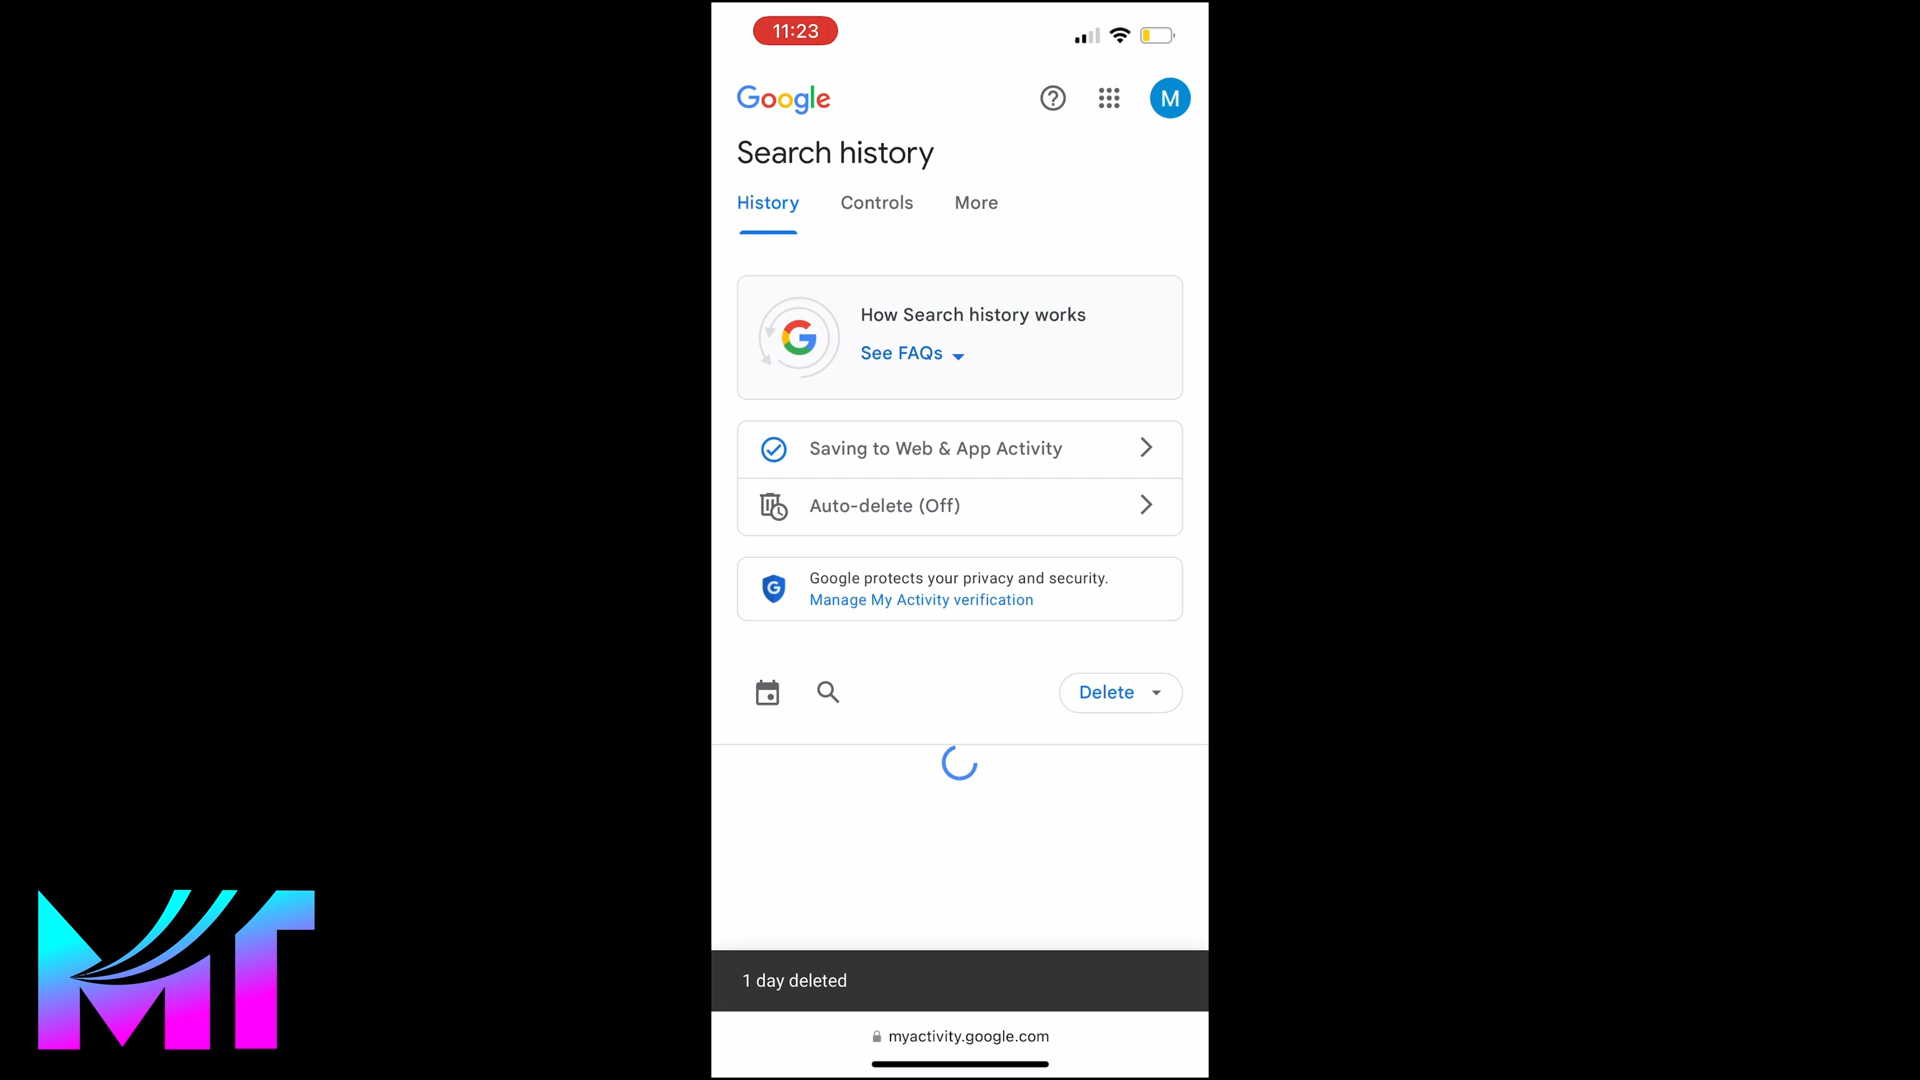 11:23
Google
M
Search history
History Controls More
How Search history works
See FAQs
Saving to Web & App Activity
Auto-delete (Off)
Google protects your privacy and security.
Manage My Activity verification
Delete
1 day deleted
myactivity.google.com
MT